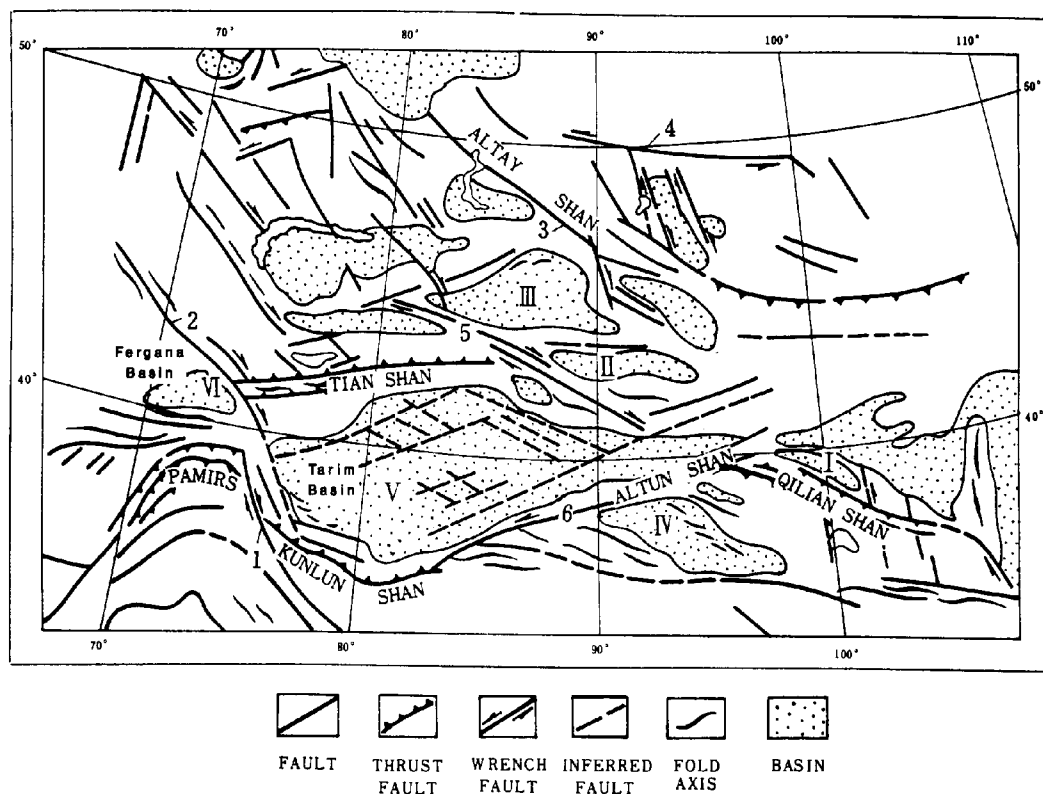 70° 80° 90° 100° 110°
50°
50°
4
ALTAY
SHAN
3
III
2
5
Fergana
Basin
VI
II
TIAN SHAN
40°
40°
I
Tarim
Basin
V
ALTUN SHAN
QILIAN SHAN
PAMIRS
6
IV
1
KUNLUN
SHAN
70° 80° 90° 100°
FAULT
THRUST
FAULT
WRENCH
FAULT
INFERRED
FAULT
FOLD
AXIS
BASIN